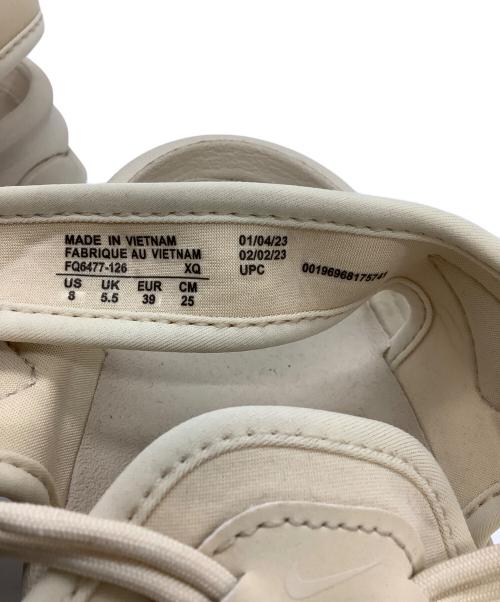 MADE IN VIETNAM 01/04/23
FABRIQUE AU VIETNAM 02/02/23
FQ6477-126 XQ UPC 00196968175741
US UK EUR CM
8 5.5 39 25